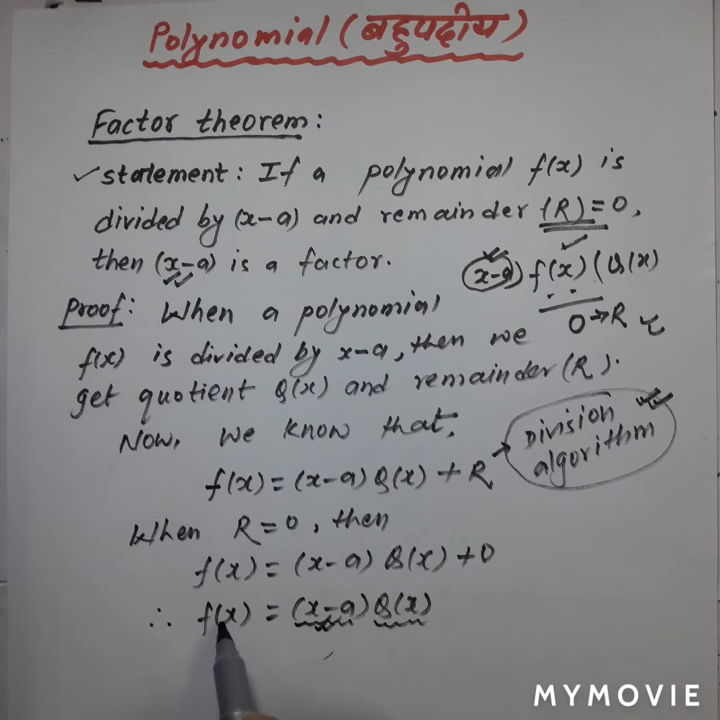 Polynomial (बहुपदीय)
Factor theorem:
statement: If a polynomial f(x) is
divided by (x-a) and remainder (R)=0,
then (x-a) is a factor.
x-a) f(x) (Q(x)
0→R
Proof: When a polynomial
f(x) is divided by x-a, then we
get quotient Q(x) and remainder (R).
Now, we know that,
f(x) = (x-a) Q(x) + R → Division
algorithm
When R=0, then
f(x) = (x-a) Q(x) + 0
∴ f(x) = (x-a) Q(x)
MYMOVIE